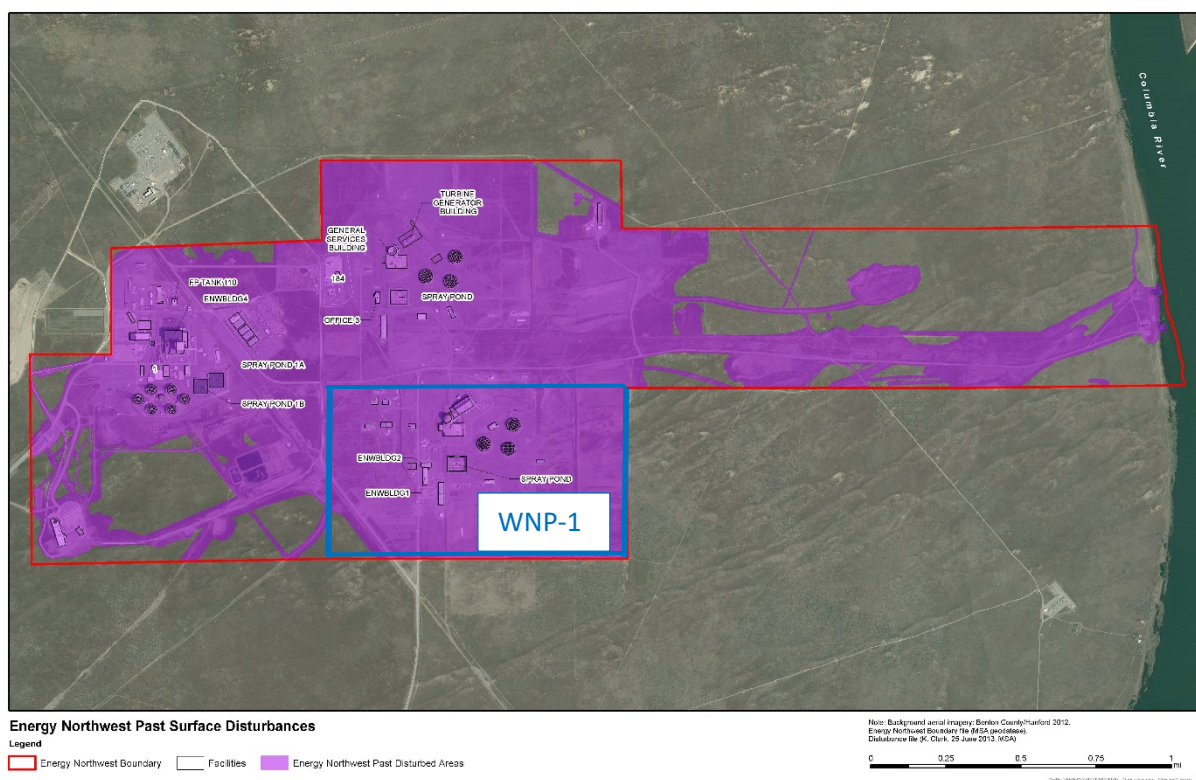 Columbia River
TURBINE
GENERATOR
BUILDING
GENERAL
SERVICES
BUILDING
184
FP TANK 110
ENWBLDG4
SPRAY POND
OFFICE 3
SPRAY POND 1A
SPRAY POND 1B
ENWBLDG2
SPRAY POND
ENWBLDG1
WNP-1
Energy Northwest Past Surface Disturbances
Legend
Energy Northwest Boundary
Facilities
Energy Northwest Past Disturbed Areas
Note: Background aerial imagery: Benton County/Hanford 2012.
Energy Northwest Boundary file (MSA geodatase).
Disturbance file (K. Clark, 25 June 2013, MSA)
0 0.25 0.5 0.75 1
mi